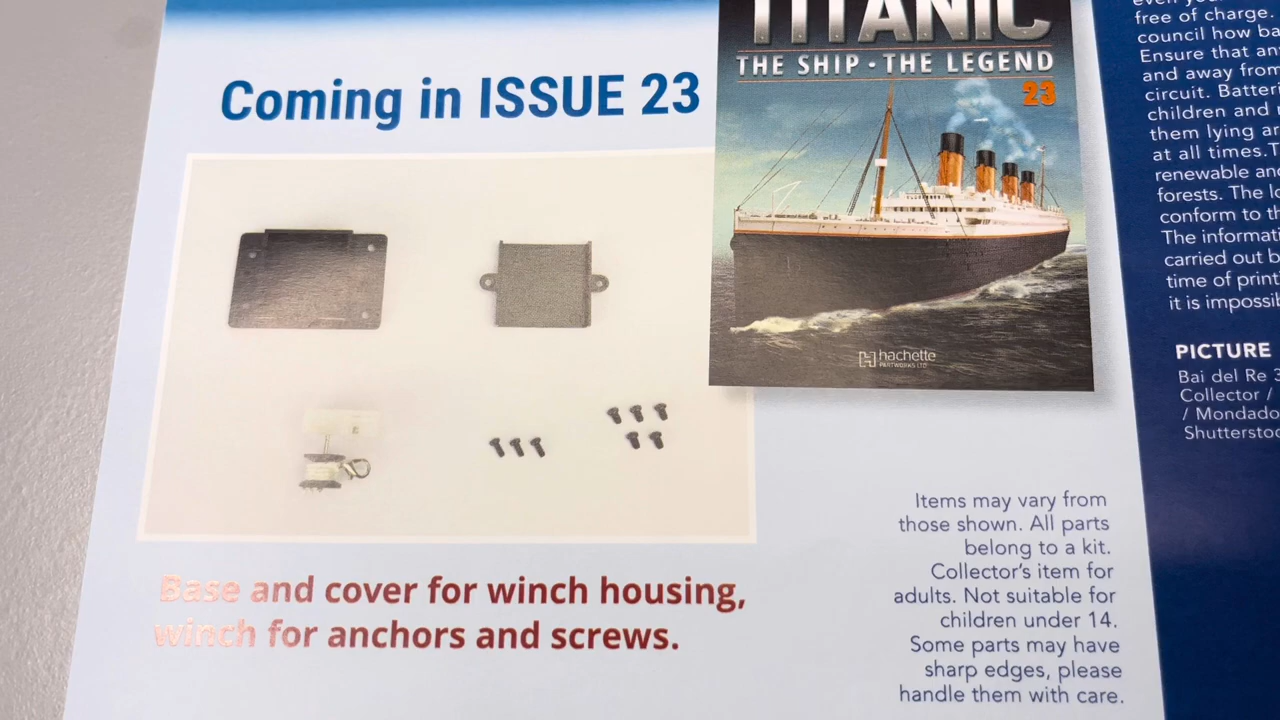 Coming in ISSUE 23
TITANIC
THE SHIP · THE LEGEND
23
hachette
PARTWORKS LTD
Base and cover for winch housing,
winch for anchors and screws.
Items may vary from
those shown. All parts
belong to a kit.
Collector's item for
adults. Not suitable for
children under 14.
Some parts may have
sharp edges, please
handle them with care.
free of charge.
council how ba
Ensure that an
and away from
circuit. Batteri
children and
them lying ar
at all times. T
renewable and
forests. The lo
conform to th
The informati
carried out b
time of print
it is impossib
PICTURE
Bai del Re 3
Collector /
/ Mondado
Shutterstoc